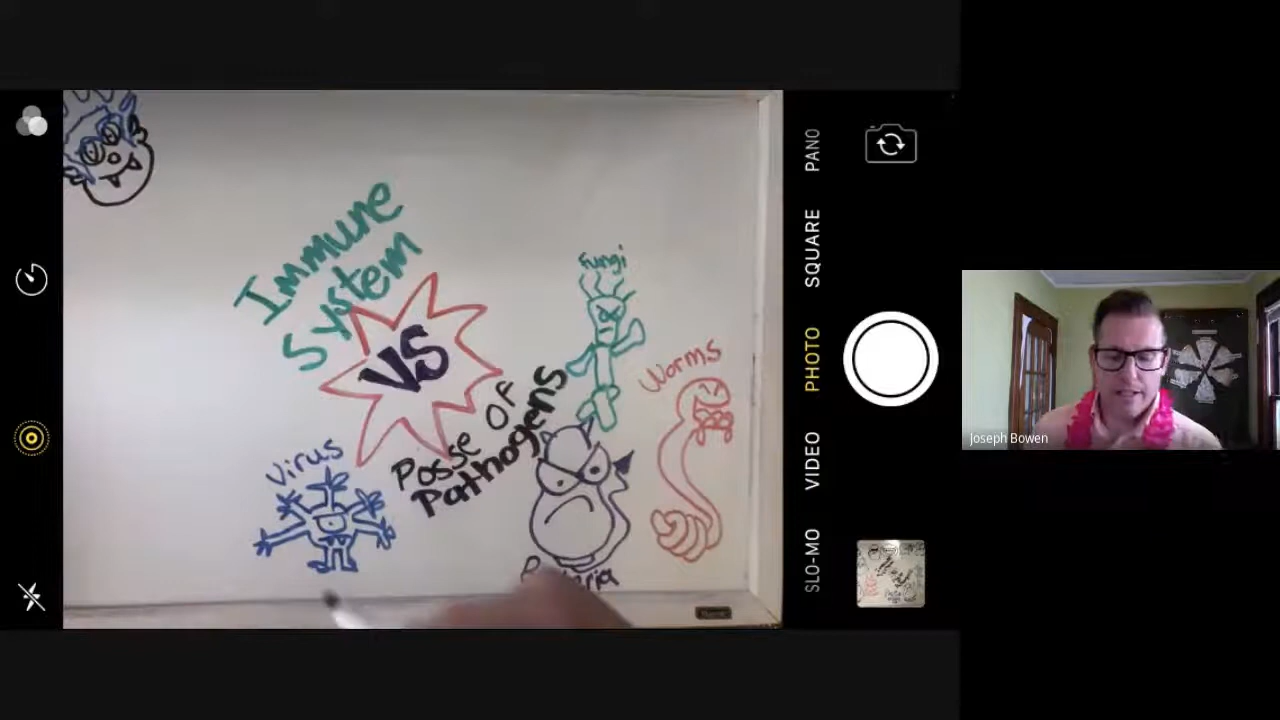 Immune
System
VS
Posse OF
Pathogens
Fungi
Worms
Virus
PANO
SQUARE
PHOTO
VIDEO
SLO-MO
Joseph Bowen